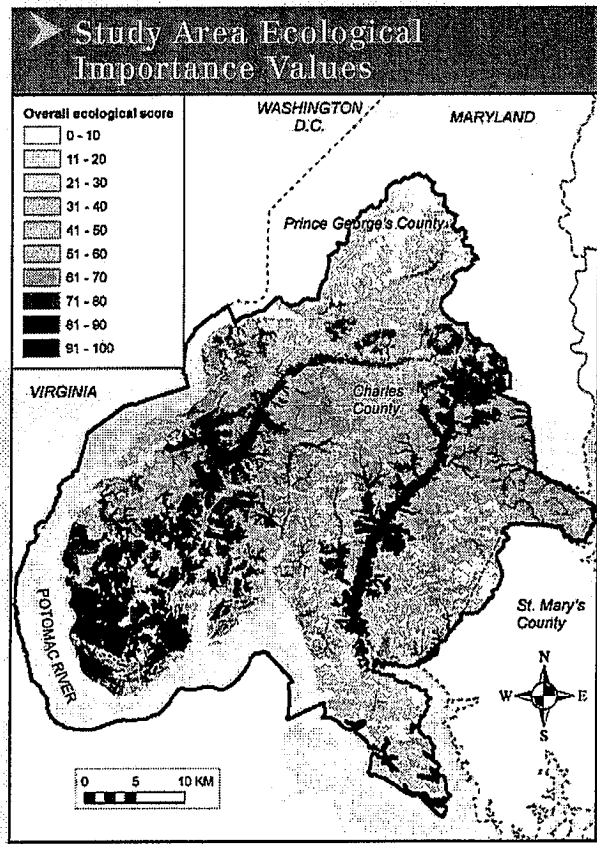 Study Area Ecological
Importance Values
Overall ecological score
0 - 10
11 - 20
21 - 30
31 - 40
41 - 50
51 - 60
61 - 70
71 - 80
81 - 90
91 - 100
WASHINGTON
D.C.
MARYLAND
Prince George's County
VIRGINIA
Charles
County
POTOMAC RIVER
St. Mary's
County
N
W
E
S
0 5 10 KM